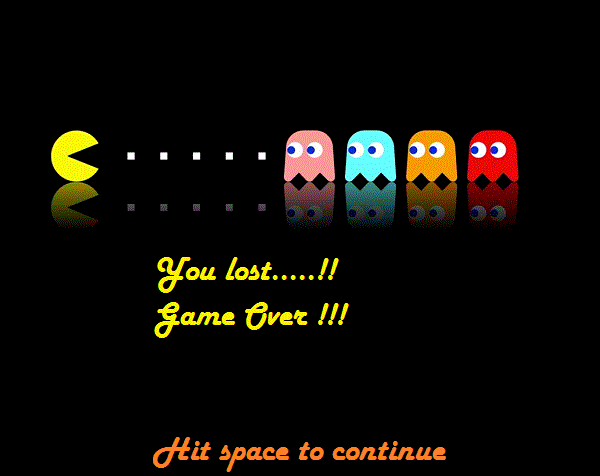 You lost.....!!
Game Over !!!
Hit space to continue